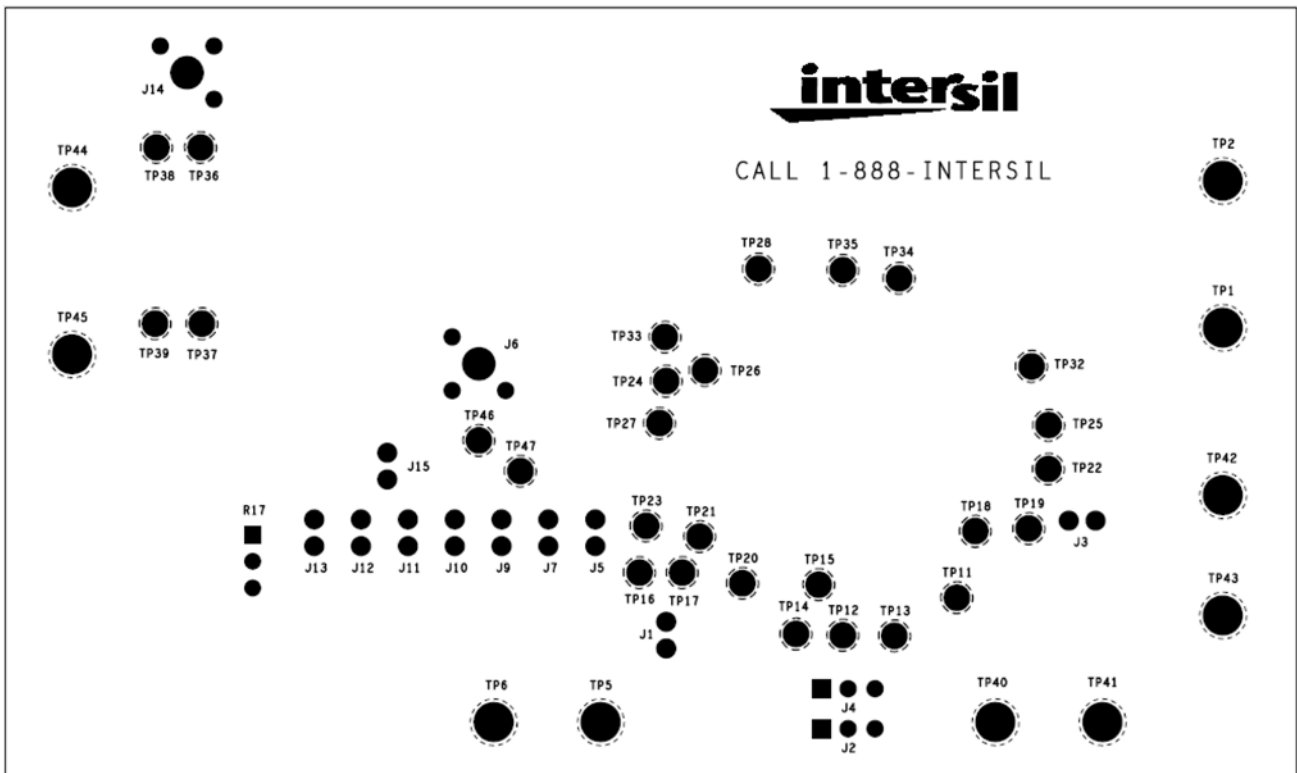 intersil
J14
TP44
TP2
CALL 1-888-INTERSIL
TP38 TP36
TP28 TP35 TP34
TP1
TP45
TP33
J6
TP39 TP37
TP32
TP26
TP24
TP46
TP27
TP25
TP47
J15
TP22
TP42
TP23
R17
TP21
TP18 TP19
J3
TP20 TP15
J13 J12 J11 J10 J9 J7 J5
TP11
TP16 TP17
TP43
TP14 TP12 TP13
J1
TP6 TP5
TP40 TP41
J4
J2